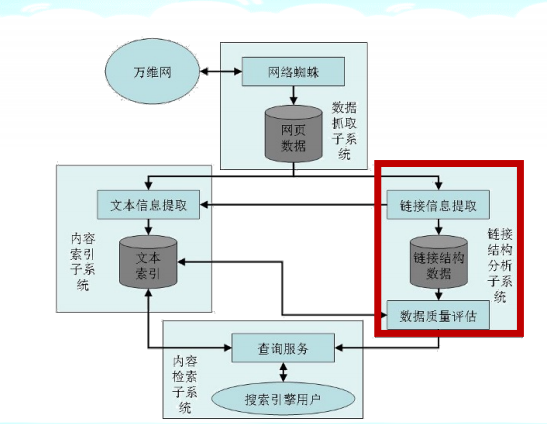 万维网
网络蜘蛛
网页
数据
数据
抓取
子系
统
文本信息提取
链接信息提取
内容
索引
子系
统
文本
索引
链接结构
数据
链接
结构
分析
子系
统
数据质量评估
内容
检索
子系
统
查询服务
搜索引擎用户